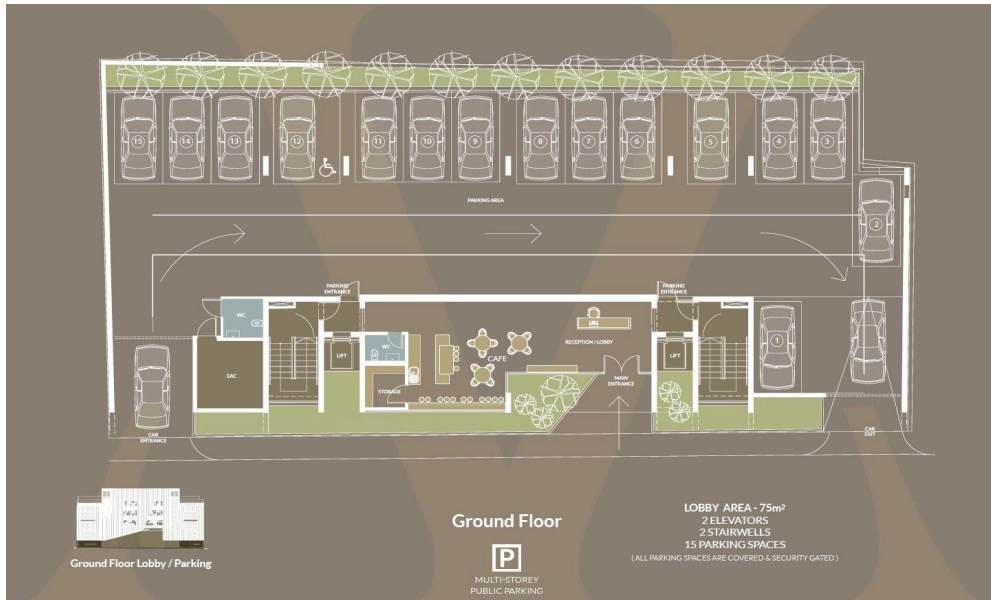 15
14
13
12
11
10
9
8
7
6
5
4
3
2
PARKING AREA
PARKING
ENTRANCE
PARKING
ENTRANCE
WC
WC
LIFT
CAFE
RECEPTION / LOBBY
LIFT
1
EAC
STORAGE
MAIN
ENTRANCE
CAR
ENTRANCE
CAR
EXIT
Ground Floor Lobby / Parking
Ground Floor
P
MULTI-STOREY
PUBLIC PARKING
LOBBY AREA - 75m²
2 ELEVATORS
2 STAIRWELLS
15 PARKING SPACES
( ALL PARKING SPACES ARE COVERED & SECURITY GATED )